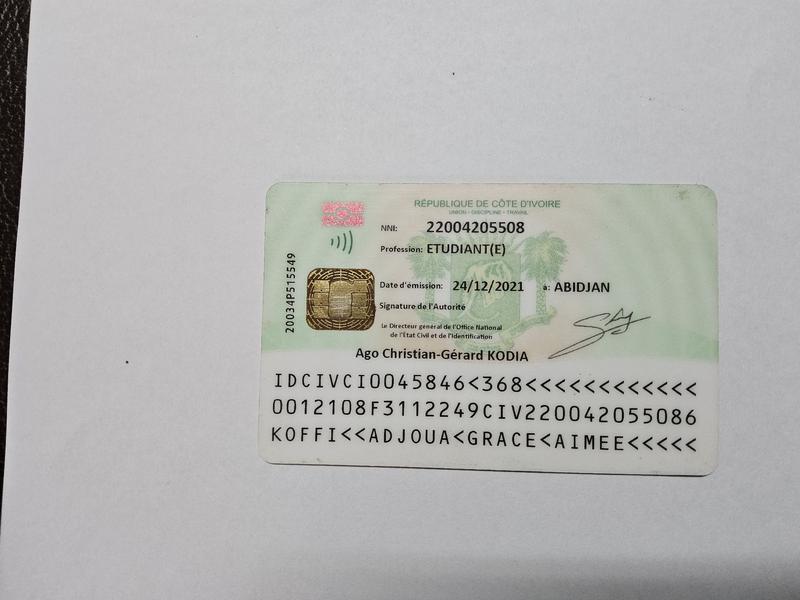 RÉPUBLIQUE DE CÔTE D'IVOIRE
UNION - DISCIPLINE - TRAVAIL
NNI: 22004205508
Profession: ETUDIANT(E)
Date d'émission: 24/12/2021 à: ABIDJAN
Signature de l'Autorité
Le Directeur général de l'Office National
de l'État Civil et de l'Identification
Ago Christian-Gérard KODIA
20034P515549
IDCIVCI0045846<368<<<<<<<<<<<<
0012108F3112249CIV220042055086
KOFFI<<ADJOUA<GRACE<AIMEE<<<<<